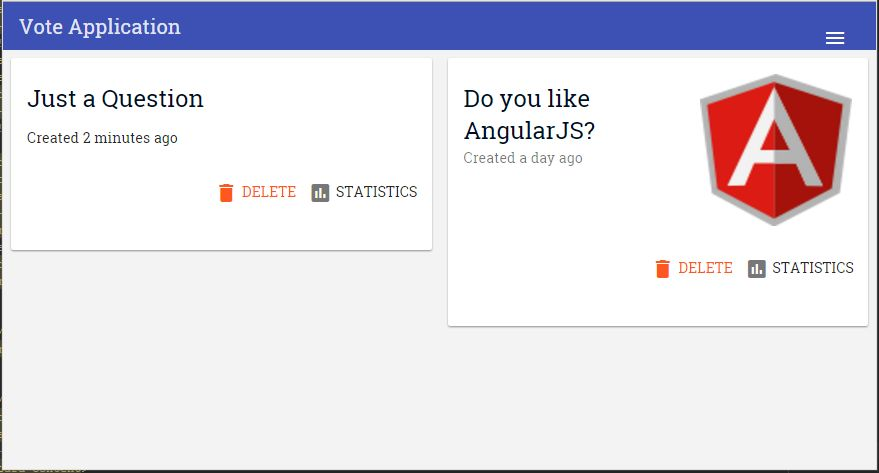 Vote Application
Just a Question
Created 2 minutes ago
DELETE STATISTICS
Do you like
AngularJS?
Created a day ago
A
DELETE STATISTICS